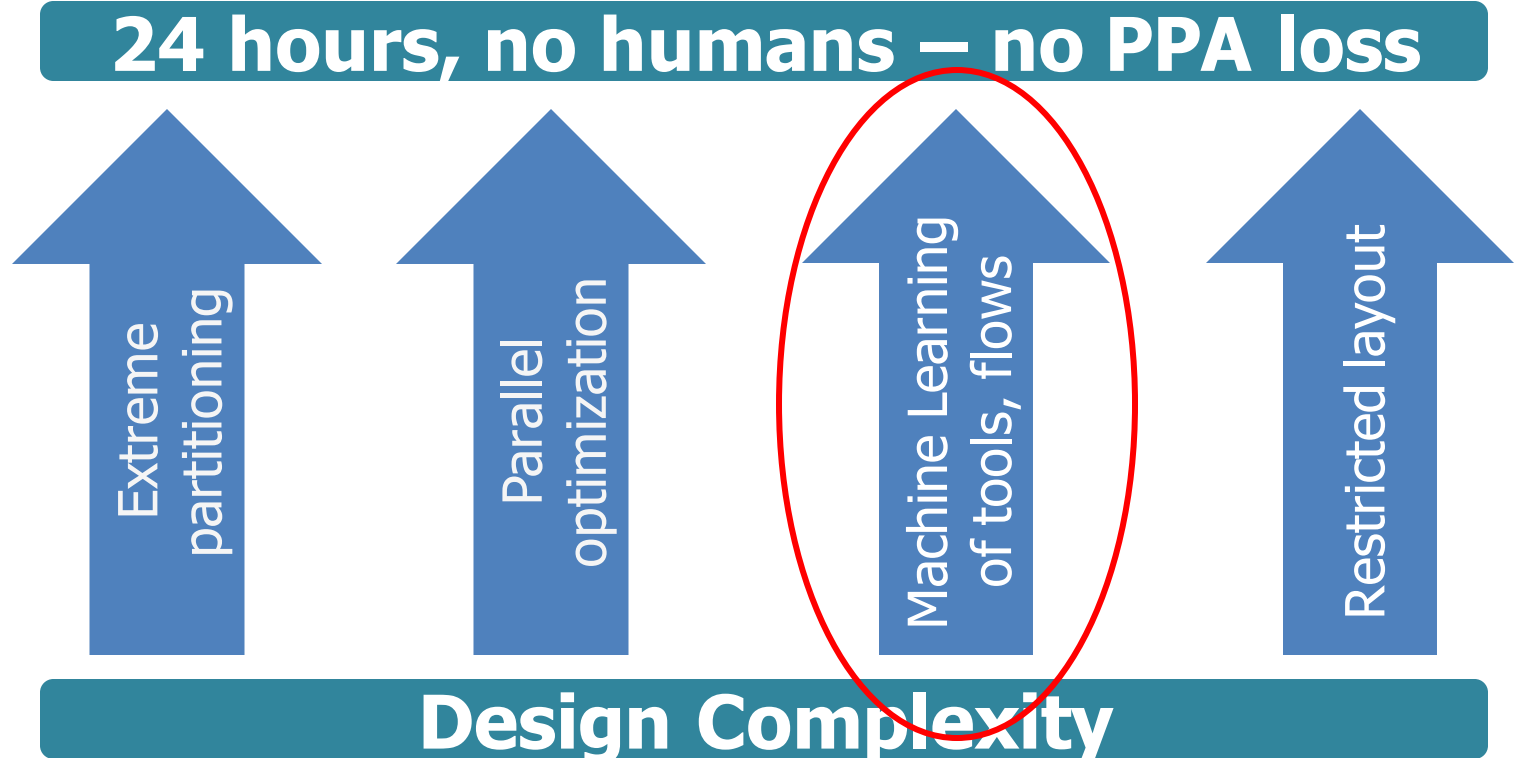 24 hours, no humans – no PPA loss
Extreme
partitioning
Parallel
optimization
Machine Learning
of tools, flows
Restricted layout
Design Complexity